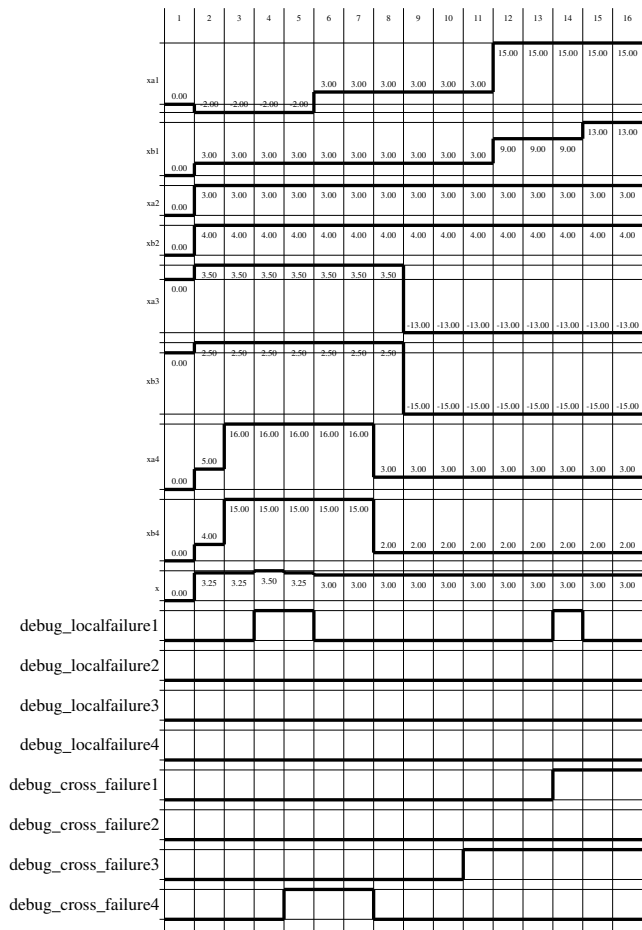 1 2 3 4 5 6 7 8 9 10 11 12 13 14 15 16
xa1 0.00 -2.00 -2.00 -2.00 -2.00 3.00 3.00 3.00 3.00 3.00 3.00 15.00 15.00 15.00 15.00 15.00
xb1 0.00 3.00 3.00 3.00 3.00 3.00 3.00 3.00 3.00 3.00 3.00 9.00 9.00 9.00 13.00 13.00
xa2 0.00 3.00 3.00 3.00 3.00 3.00 3.00 3.00 3.00 3.00 3.00 3.00 3.00 3.00 3.00 3.00
xb2 0.00 4.00 4.00 4.00 4.00 4.00 4.00 4.00 4.00 4.00 4.00 4.00 4.00 4.00 4.00 4.00
xa3 0.00 3.50 3.50 3.50 3.50 3.50 3.50 3.50 -13.00 -13.00 -13.00 -13.00 -13.00 -13.00 -13.00 -13.00
xb3 0.00 2.50 2.50 2.50 2.50 2.50 2.50 2.50 -15.00 -15.00 -15.00 -15.00 -15.00 -15.00 -15.00 -15.00
xa4 0.00 5.00 16.00 16.00 16.00 16.00 16.00 3.00 3.00 3.00 3.00 3.00 3.00 3.00 3.00 3.00
xb4 0.00 4.00 15.00 15.00 15.00 15.00 15.00 2.00 2.00 2.00 2.00 2.00 2.00 2.00 2.00 2.00
x 0.00 3.25 3.25 3.50 3.25 3.00 3.00 3.00 3.00 3.00 3.00 3.00 3.00 3.00 3.00 3.00
debug_localfailure1
debug_localfailure2
debug_localfailure3
debug_localfailure4
debug_cross_failure1
debug_cross_failure2
debug_cross_failure3
debug_cross_failure4